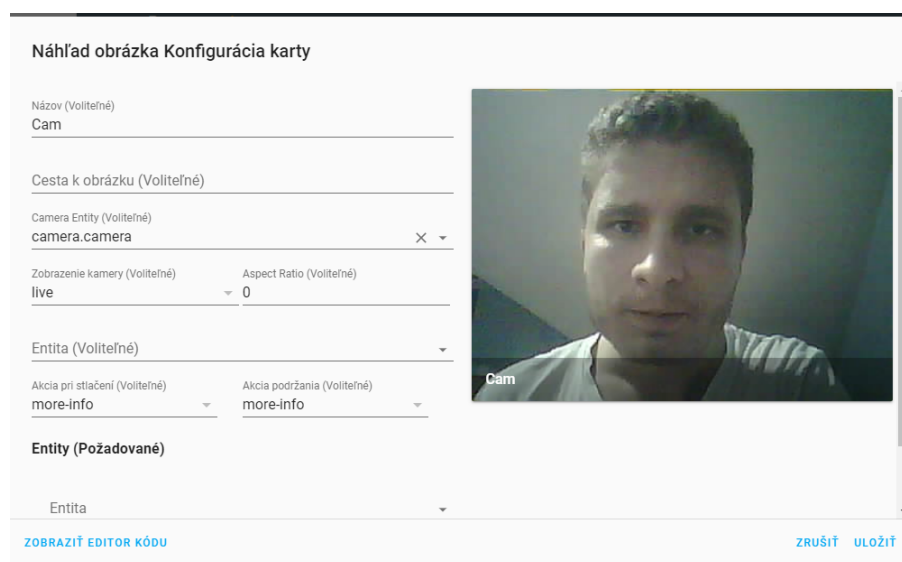 Náhľad obrázka Konfigurácia karty
Názov (Voliteľné)
Cam
Cesta k obrázku (Voliteľné)
Camera Entity (Voliteľné)
camera.camera
Zobrazenie kamery (Voliteľné) Aspect Ratio (Voliteľné)
live 0
Entita (Voliteľné)
Akcia pri stlačení (Voliteľné) Akcia podržania (Voliteľné)
more-info more-info
Entity (Požadované)
Entita
Cam
ZOBRAZIŤ EDITOR KÓDU ZRUŠIŤ ULOŽIŤ